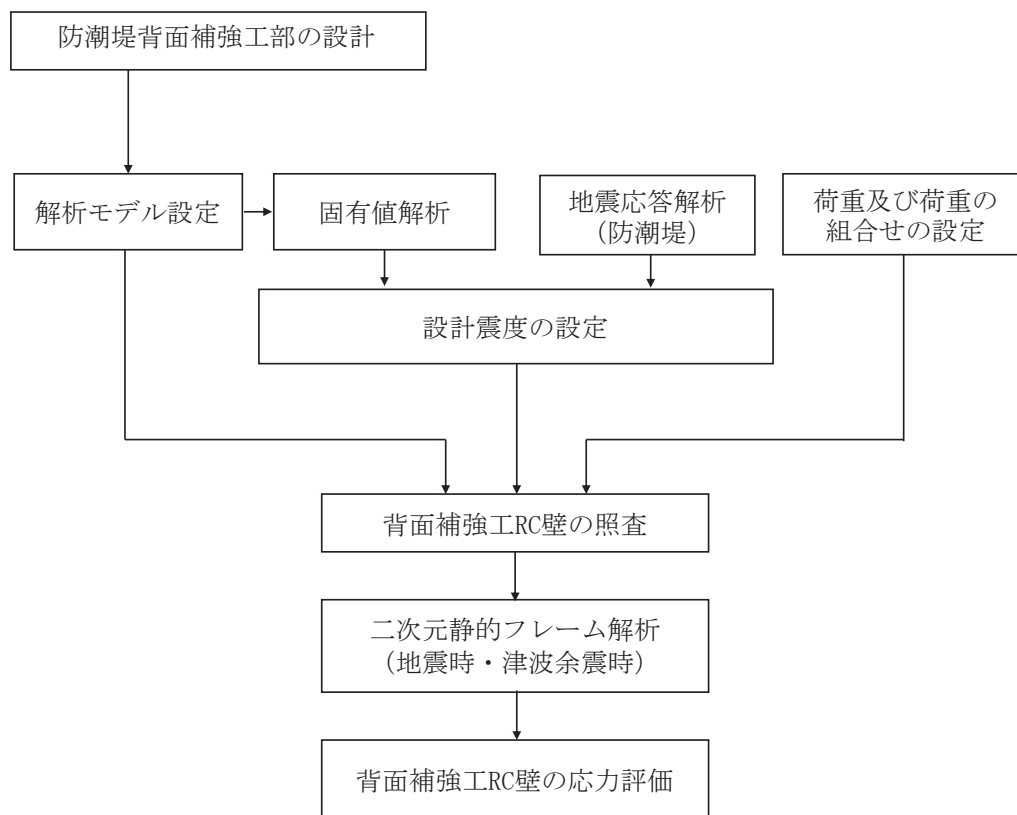 防潮堤背面補強工部の設計
解析モデル設定
固有値解析
地震応答解析
(防潮堤)
荷重及び荷重の
組合せの設定
設計震度の設定
背面補強工RC壁の照査
二次元静的フレーム解析
(地震時・津波余震時)
背面補強工RC壁の応力評価